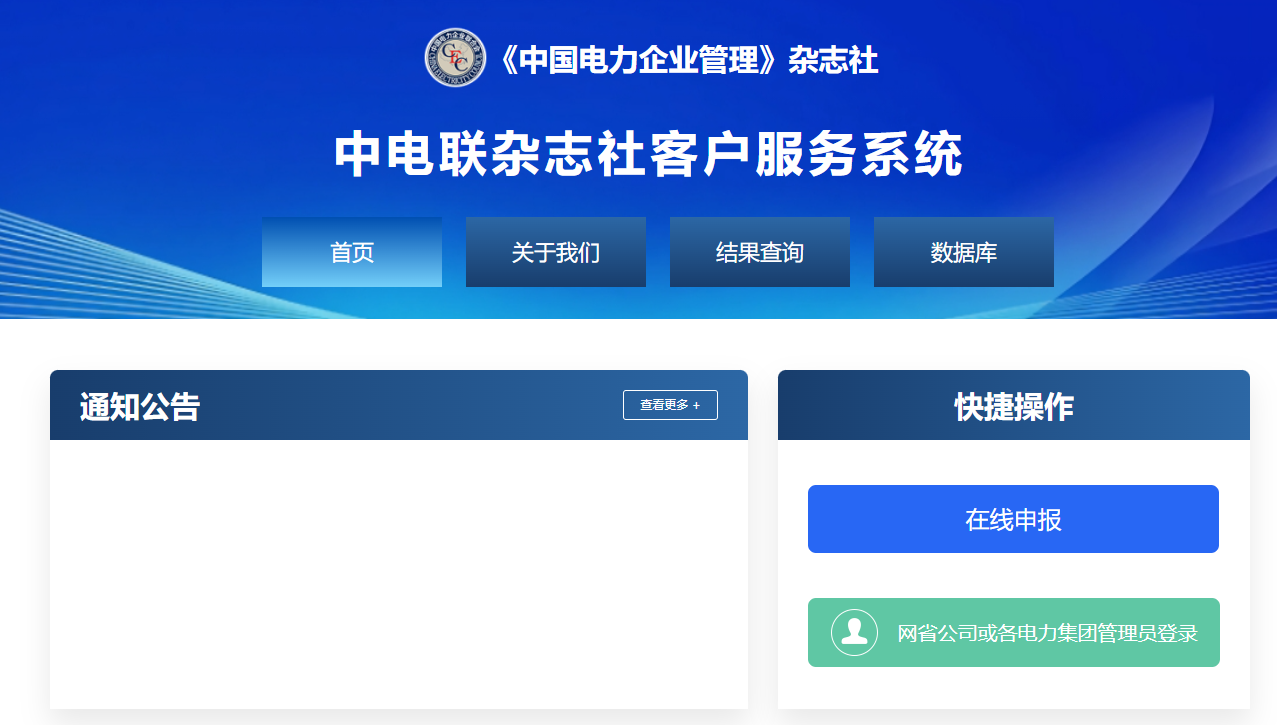 《中国电力企业管理》杂志社
中电联杂志社客户服务系统
首页
关于我们
结果查询
数据库
通知公告
查看更多 +
快捷操作
在线申报
网省公司或各电力集团管理员登录